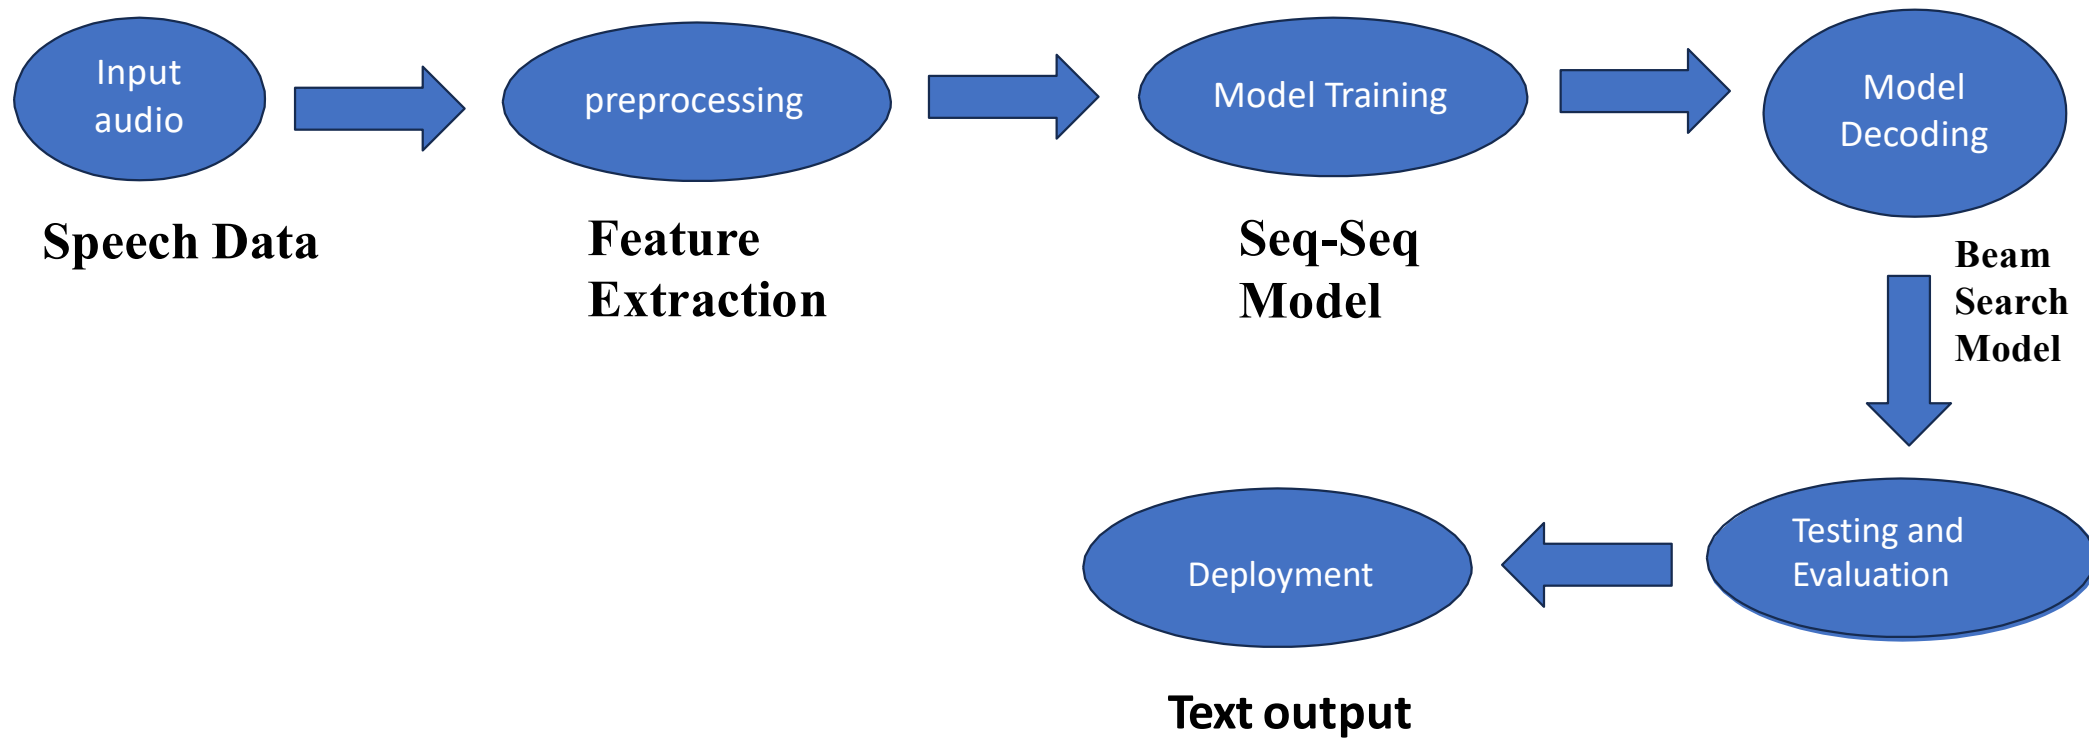 Input
audio
preprocessing
Model Training
Model
Decoding
Speech Data
Feature
Extraction
Seq-Seq
Model
Beam
Search
Model
Testing and
Evaluation
Deployment
Text output